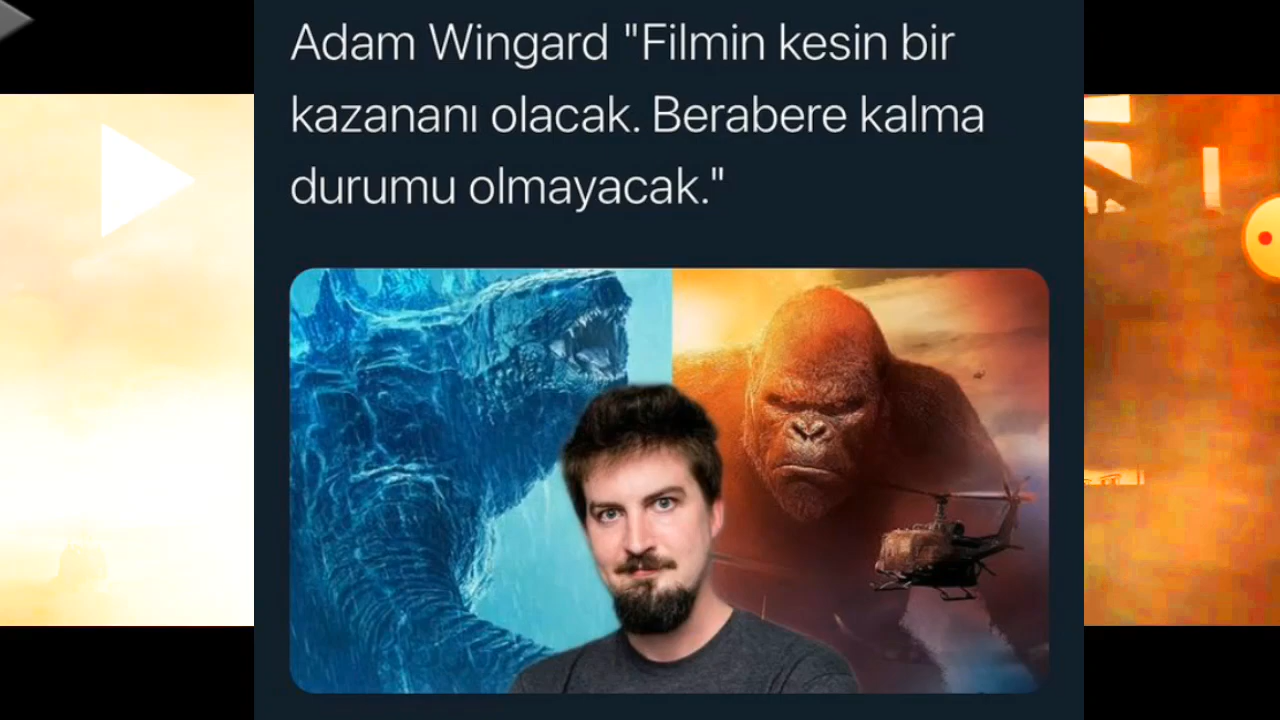 Adam Wingard "Filmin kesin bir
kazananı olacak. Berabere kalma
durumu olmayacak."